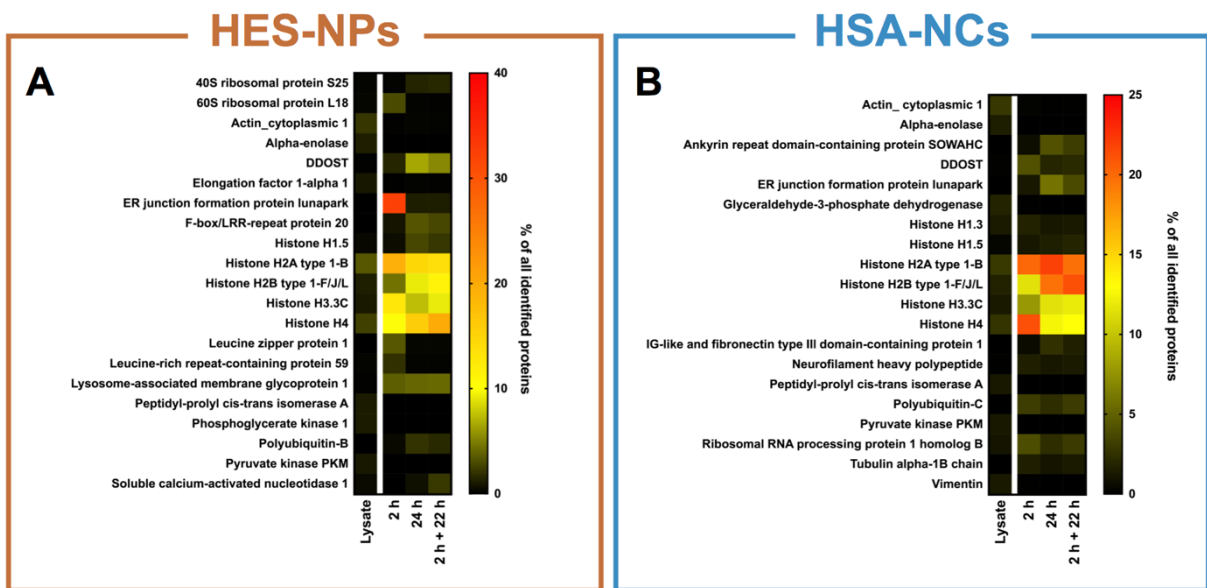 HES-NPs
A
40S ribosomal protein S25
60S ribosomal protein L18
Actin_cytoplasmic 1
Alpha-enolase
DDOST
Elongation factor 1-alpha 1
ER junction formation protein lunapark
F-box/LRR-repeat protein 20
Histone H1.5
Histone H2A type 1-B
Histone H2B type 1-F/J/L
Histone H3.3C
Histone H4
Leucine zipper protein 1
Leucine-rich repeat-containing protein 59
Lysosome-associated membrane glycoprotein 1
Peptidyl-prolyl cis-trans isomerase A
Phosphoglycerate kinase 1
Polyubiquitin-B
Pyruvate kinase PKM
Soluble calcium-activated nucleotidase 1
Lysate
2 h
24 h
2 h + 22 h
40
30
20
10
0
% of all identified proteins
HSA-NCs
B
Actin_ cytoplasmic 1
Alpha-enolase
Ankyrin repeat domain-containing protein SOWAHC
DDOST
ER junction formation protein lunapark
Glyceraldehyde-3-phosphate dehydrogenase
Histone H1.3
Histone H1.5
Histone H2A type 1-B
Histone H2B type 1-F/J/L
Histone H3.3C
Histone H4
IG-like and fibronectin type III domain-containing protein 1
Neurofilament heavy polypeptide
Peptidyl-prolyl cis-trans isomerase A
Polyubiquitin-C
Pyruvate kinase PKM
Ribosomal RNA processing protein 1 homolog B
Tubulin alpha-1B chain
Vimentin
Lysate
2 h
24 h
2 h + 22 h
25
20
15
10
5
0
% of all identified proteins